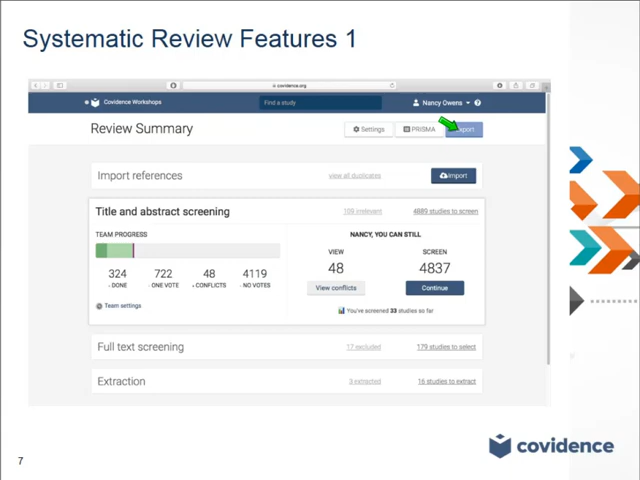 Systematic Review Features 1
covidence.org
Covidence Workshops
Find a study
Nancy Owens
Review Summary
Settings
PRISMA
Import references
view all duplicates
Import
Title and abstract screening
109 irrelevant
4889 studies to screen
TEAM PROGRESS
NANCY, YOU CAN STILL
VIEW
SCREEN
324
722
48
4119
48
4837
DONE
ONE VOTE
CONFLICTS
NO VOTES
View conflicts
Continue
Team settings
You've screened 33 studies so far
Full text screening
17 excluded
179 studies to select
Extraction
3 extracted
16 studies to extract
covidence
7